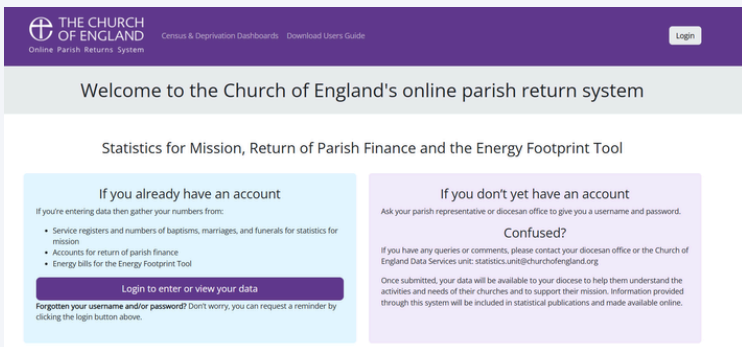 THE CHURCH
OF ENGLAND
Online Parish Returns System
Census & Deprivation Dashboards Download Users Guide
Login
Welcome to the Church of England's online parish return system
Statistics for Mission, Return of Parish Finance and the Energy Footprint Tool
If you already have an account
If you're entering data then gather your numbers from:
• Service registers and numbers of baptisms, marriages, and funerals for statistics for
mission
• Accounts for return of parish finance
• Energy bills for the Energy Footprint Tool
Login to enter or view your data
Forgotten your username and/or password? Don't worry, you can request a reminder by
clicking the login button above.
If you don't yet have an account
Ask your parish representative or diocesan office to give you a username and password.
Confused?
If you have any queries or comments, please contact your diocesan office or the Church of
England Data Services unit: statistics.unit@churchofengland.org
Once submitted, your data will be available to your diocese to help them understand the
activities and needs of their churches and to support their mission. Information provided
through this system will be included in statistical publications and made available online.